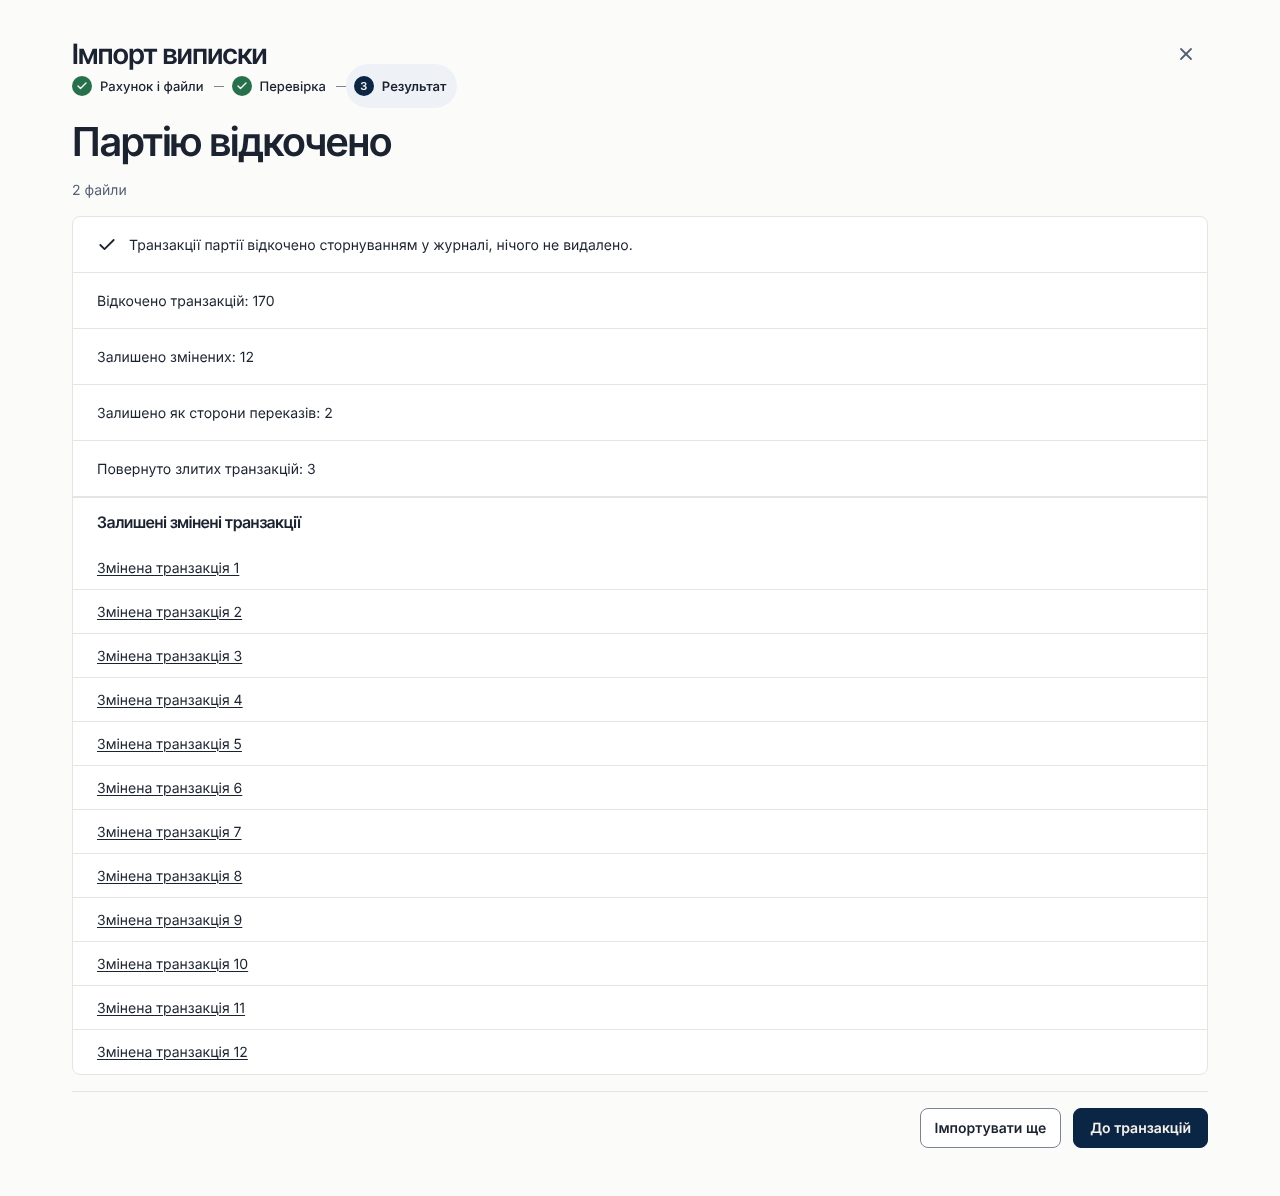 Імпорт виписки
Рахунок і файли — Перевірка — 3 Результат
Партію відкочено
2 файли
Транзакції партії відкочено сторнуванням у журналі, нічого не видалено.
Відкочено транзакцій: 170
Залишено змінених: 12
Залишено як сторони переказів: 2
Повернуто злитих транзакцій: 3
Залишені змінені транзакції
Змінена транзакція 1
Змінена транзакція 2
Змінена транзакція 3
Змінена транзакція 4
Змінена транзакція 5
Змінена транзакція 6
Змінена транзакція 7
Змінена транзакція 8
Змінена транзакція 9
Змінена транзакція 10
Змінена транзакція 11
Змінена транзакція 12
Імпортувати ще
До транзакцій